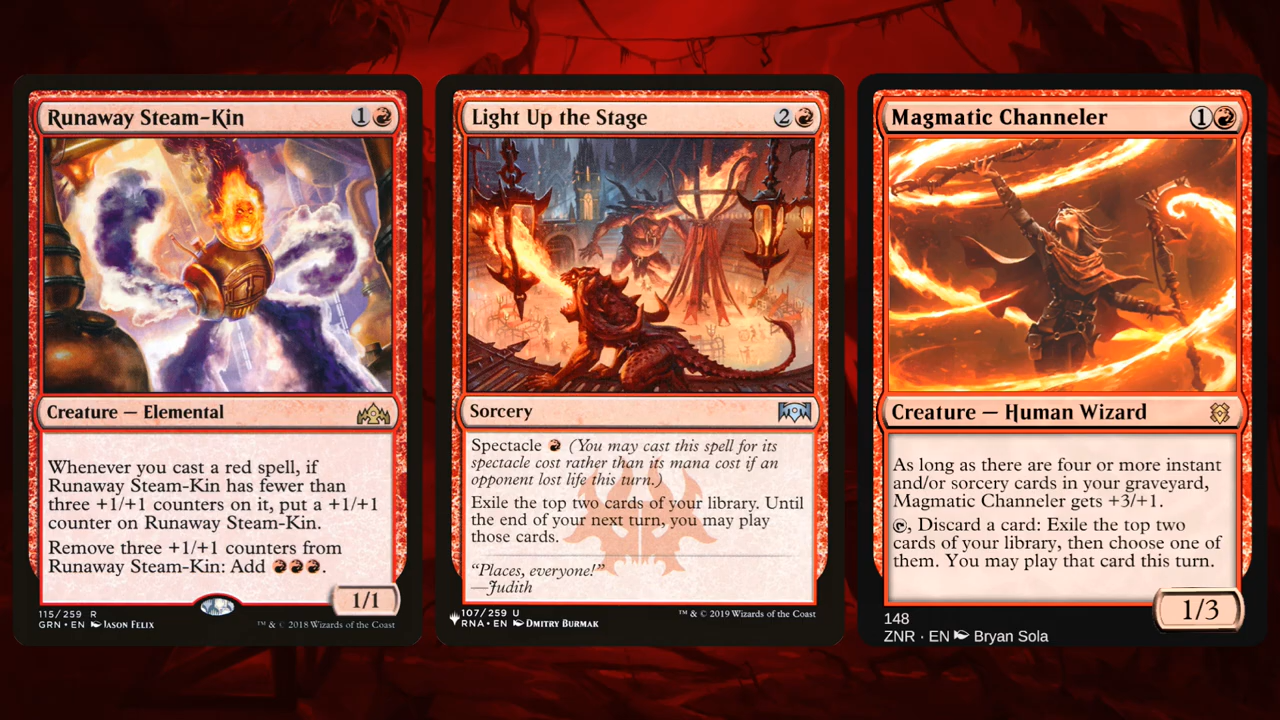 Runaway Steam-Kin 1
Creature — Elemental
Whenever you cast a red spell, if
Runaway Steam-Kin has fewer than
three +1/+1 counters on it, put a +1/+1
counter on Runaway Steam-Kin.
Remove three +1/+1 counters from
Runaway Steam-Kin: Add .
1/1
115/259 R
GRN • EN Jason Felix
™ & © 2018 Wizards of the Coast
Light Up the Stage 2
Sorcery
Spectacle (You may cast this spell for its
spectacle cost rather than its mana cost if an
opponent lost life this turn.)
Exile the top two cards of your library. Until
the end of your next turn, you may play
those cards.
“Places, everyone!”
—Judith
107/259 U
RNA • EN Dmitry Burmak
™ & © 2019 Wizards of the Coast
Magmatic Channeler 1
Creature — Human Wizard
As long as there are four or more instant
and/or sorcery cards in your graveyard,
Magmatic Channeler gets +3/+1.
, Discard a card: Exile the top two
cards of your library, then choose one of
them. You may play that card this turn.
1/3
148
ZNR · EN Bryan Sola